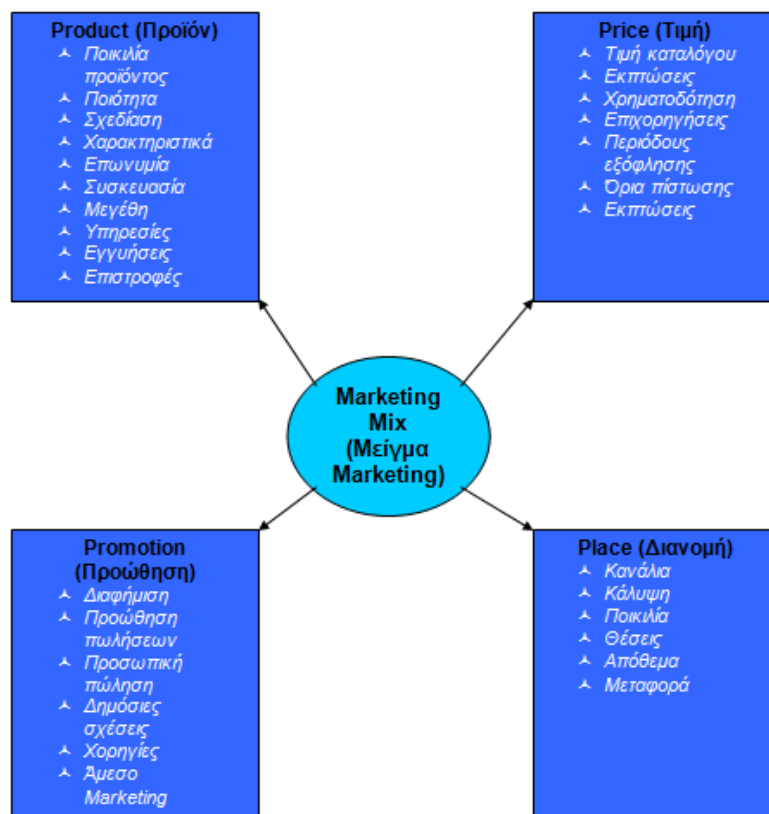 Product (Προϊόν)
Ποικιλία
προϊόντος
Ποιότητα
Σχεδίαση
Χαρακτηριστικά
Επωνυμία
Συσκευασία
Μεγέθη
Υπηρεσίες
Εγγυήσεις
Επιστροφές
Price (Τιμή)
Τιμή καταλόγου
Εκπτώσεις
Χρηματοδότηση
Επιχορηγήσεις
Περιόδους
εξόφλησης
Όρια πίστωσης
Εκπτώσεις
Marketing
Mix
(Μείγμα
Marketing)
Promotion
(Προώθηση)
Διαφήμιση
Προώθηση
πωλήσεων
Προσωπική
πώληση
Δημόσιες
σχέσεις
Χορηγίες
Άμεσο
Marketing
Place (Διανομή)
Κανάλια
Κάλυψη
Ποικιλία
Θέσεις
Απόθεμα
Μεταφορά